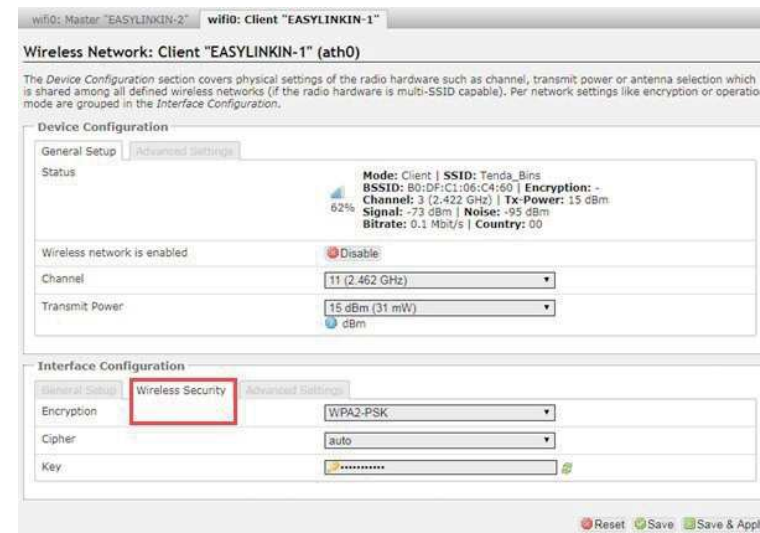 wifi0: Master "EASYLINKIN-2" wifi0: Client "EASYLINKIN-1"
Wireless Network: Client "EASYLINKIN-1" (ath0)
The Device Configuration section covers physical settings of the radio hardware such as channel, transmit power or antenna selection which
is shared among all defined wireless networks (if the radio hardware is multi-SSID capable). Per network settings like encryption or operatio
mode are grouped in the Interface Configuration.
Device Configuration
General Setup Advanced Settings
Status
Mode: Client | SSID: Tenda_Bins
BSSID: B0:DF:C1:06:C4:60 | Encryption: -
Channel: 3 (2.422 GHz) | Tx-Power: 15 dBm
62% Signal: -73 dBm | Noise: -95 dBm
Bitrate: 0.1 Mbit/s | Country: 00
Wireless network is enabled Disable
Channel 11 (2.462 GHz)
Transmit Power 15 dBm (31 mW)
dBm
Interface Configuration
General Setup Wireless Security Advanced Settings
Encryption WPA2-PSK
Cipher auto
Key •••••••••••
Reset Save Save & Appl